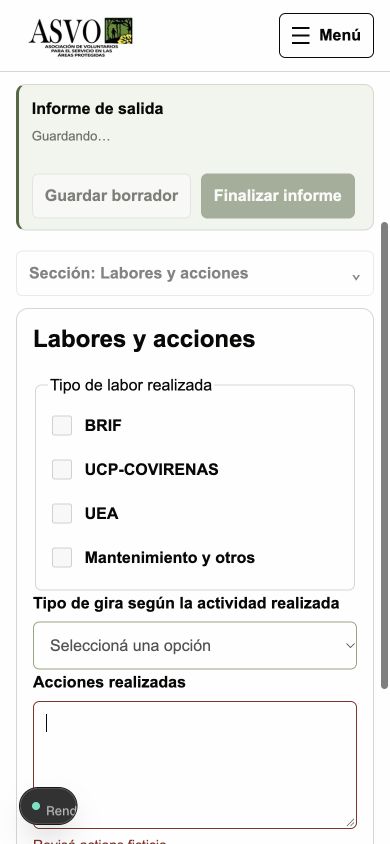 ASVO
ASOCIACIÓN DE VOLUNTARIOS
PARA EL SERVICIO EN LAS
ÁREAS PROTEGIDAS
Menú
Informe de salida
Guardando…
Guardar borrador
Finalizar informe
Sección: Labores y acciones
Labores y acciones
Tipo de labor realizada
BRIF
UCP-COVIRENAS
UEA
Mantenimiento y otros
Tipo de gira según la actividad realizada
Seleccioná una opción
Acciones realizadas
Rend